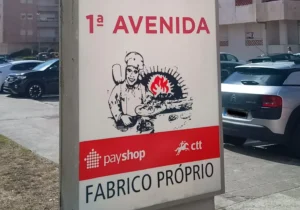 1ª AVENIDA
payshop ctt
FABRICO PRÓPRIO